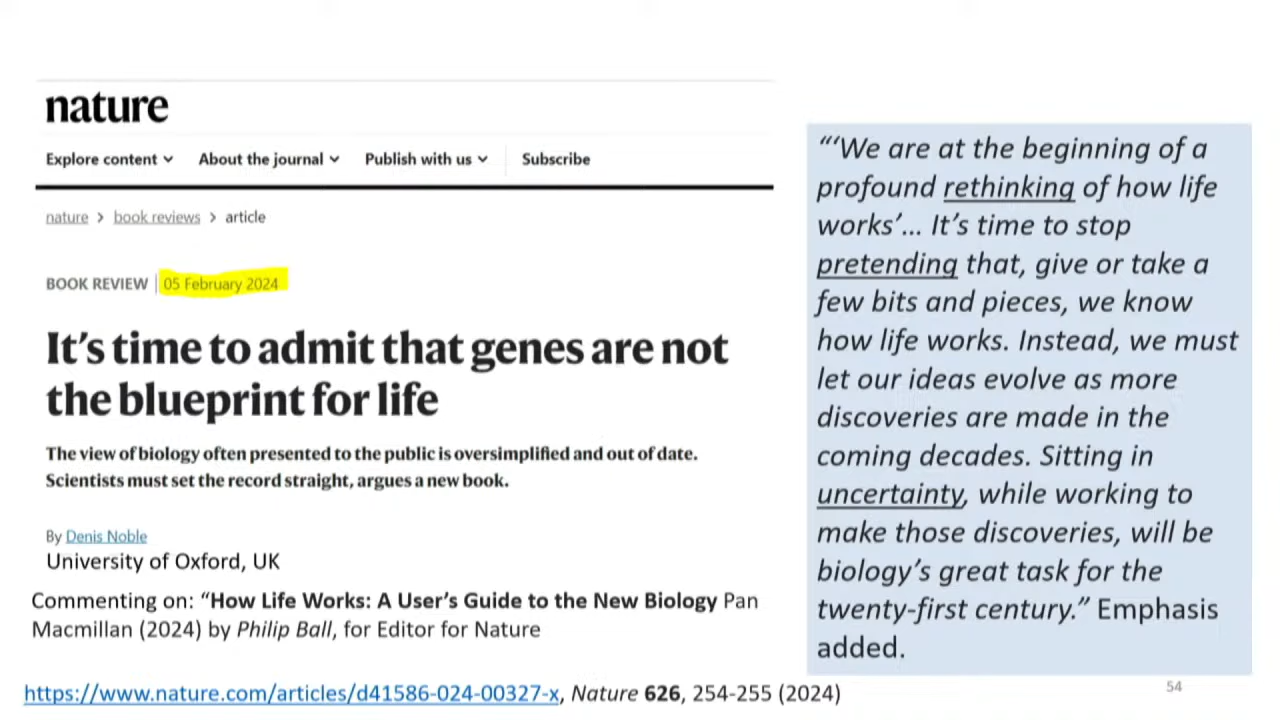 nature
Explore content About the journal Publish with us Subscribe
nature > book reviews > article
BOOK REVIEW | 05 February 2024
It's time to admit that genes are not
the blueprint for life
The view of biology often presented to the public is oversimplified and out of date.
Scientists must set the record straight, argues a new book.
By Denis Noble
University of Oxford, UK
Commenting on: “How Life Works: A User's Guide to the New Biology Pan
Macmillan (2024) by Philip Ball, for Editor for Nature
https://www.nature.com/articles/d41586-024-00327-x, Nature 626, 254-255 (2024)
“‘We are at the beginning of a
profound rethinking of how life
works’... It's time to stop
pretending that, give or take a
few bits and pieces, we know
how life works. Instead, we must
let our ideas evolve as more
discoveries are made in the
coming decades. Sitting in
uncertainty, while working to
make those discoveries, will be
biology's great task for the
twenty-first century.” Emphasis
added.
54